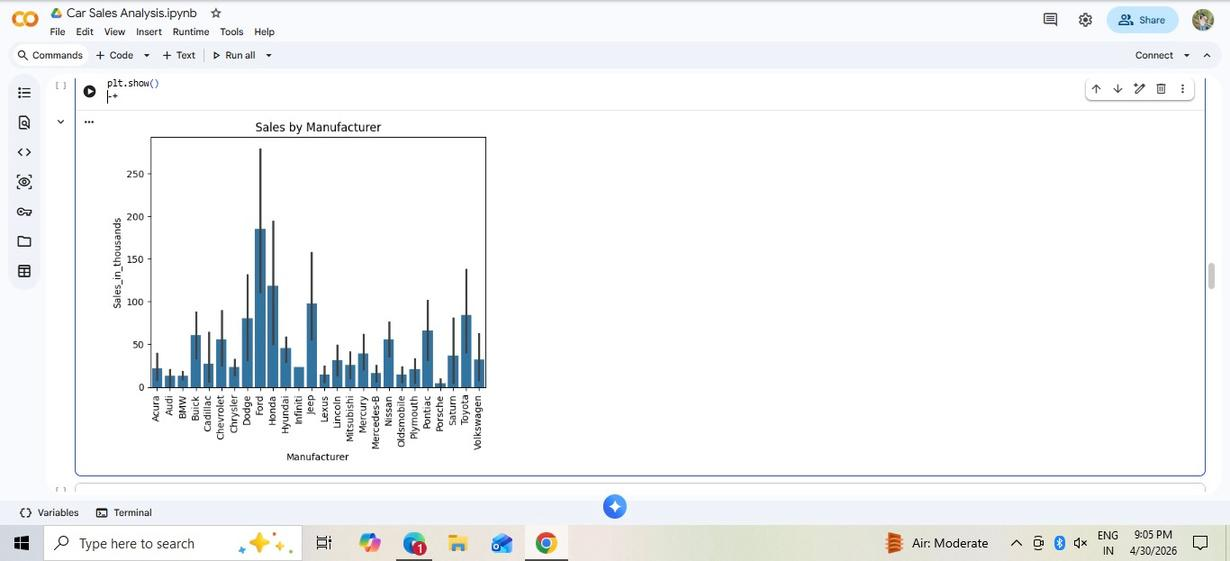 CO Car Sales Analysis.ipynb
File Edit View Insert Runtime Tools Help
Share
Commands + Code + Text Run all
Connect
[ ] plt.show()
-+
...
Sales by Manufacturer
250
200
150
100
50
0
Sales_in_thousands
Acura Audi BMW Buick Cadillac Chevrolet Chrysler Dodge Ford Honda Hyundai Infiniti Jeep Lexus Lincoln Mitsubishi Mercury Mercedes-B Nissan Oldsmobile Plymouth Pontiac Porsche Saturn Toyota Volkswagen
Manufacturer
[ ]
Variables Terminal
Type here to search
1
Air: Moderate
ENG
IN
9:05 PM
4/30/2026